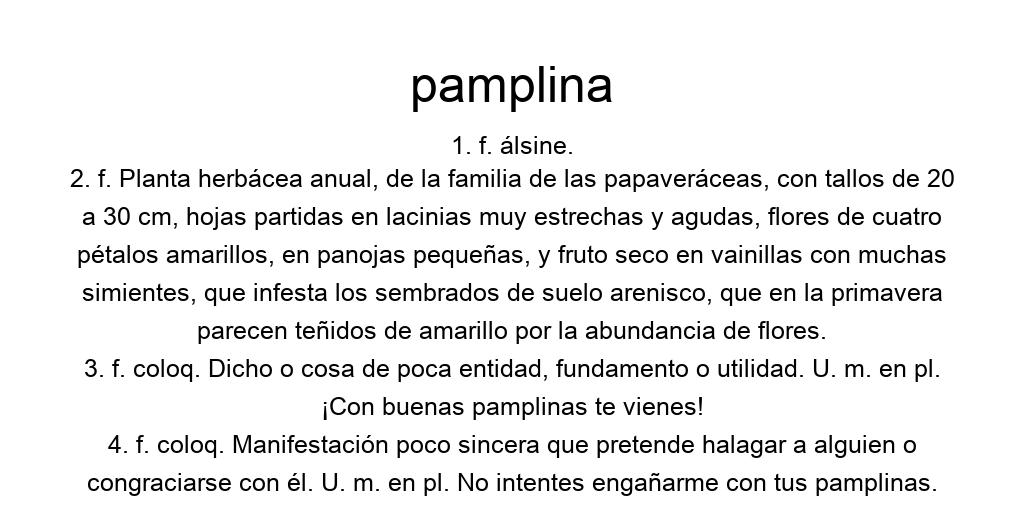 pamplina
1. f. álsine.
2. f. Planta herbácea anual, de la familia de las papaveráceas, con tallos de 20
a 30 cm, hojas partidas en lacinias muy estrechas y agudas, flores de cuatro
pétalos amarillos, en panojas pequeñas, y fruto seco en vainillas con muchas
simientes, que infesta los sembrados de suelo arenisco, que en la primavera
parecen teñidos de amarillo por la abundancia de flores.
3. f. coloq. Dicho o cosa de poca entidad, fundamento o utilidad. U. m. en pl.
¡Con buenas pamplinas te vienes!
4. f. coloq. Manifestación poco sincera que pretende halagar a alguien o
congraciarse con él. U. m. en pl. No intentes engañarme con tus pamplinas.